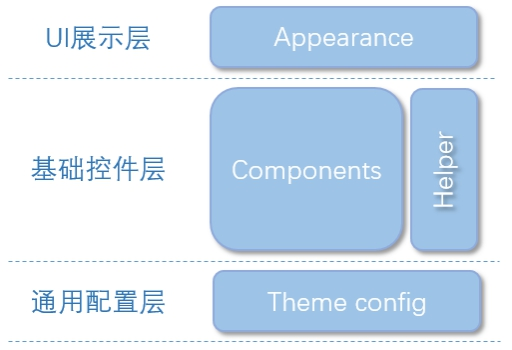 UI展示层
Appearance
基础控件层
Components
Helper
通用配置层
Theme config